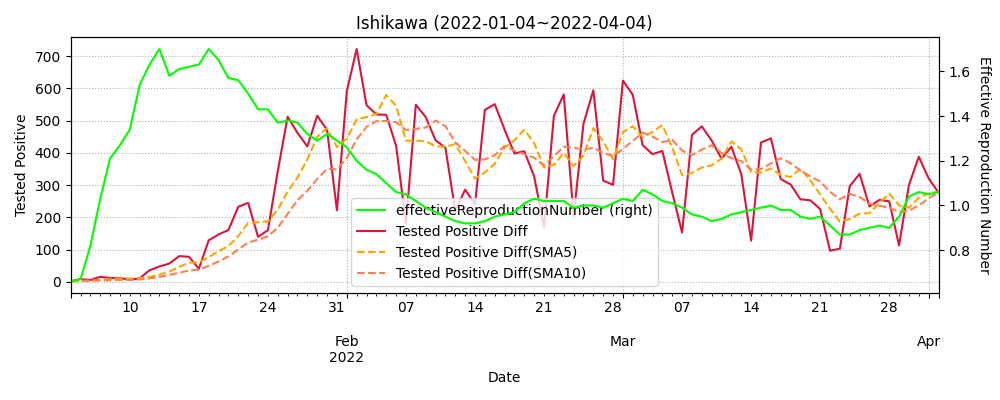 Ishikawa (2022-01-04~2022-04-04)
Tested Positive
700
600
500
400
300
200
100
0
1.6
1.4
1.2
1.0
0.8
Effective Reproduction Number
effectiveReproductionNumber (right)
Tested Positive Diff
Tested Positive Diff(SMA5)
Tested Positive Diff(SMA10)
10 17 24 31 07 14 21 28 07 14 21 28
Feb Mar Apr
2022
Date